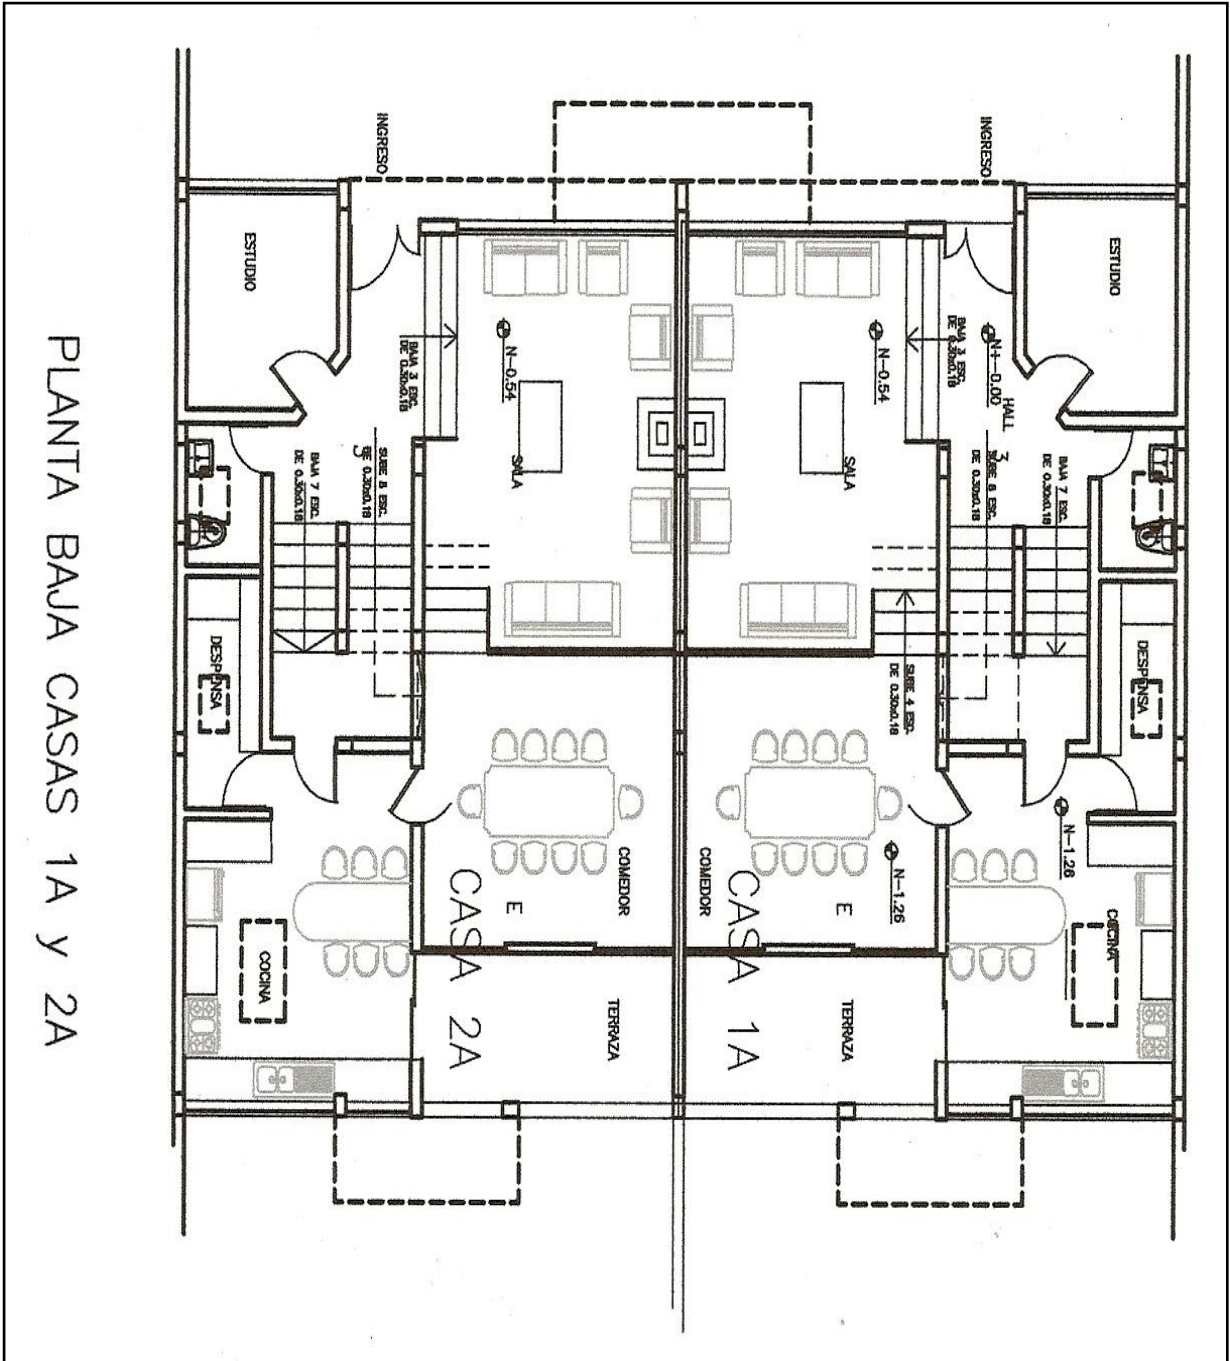 ESTUDIO
DESPENSA
COCINA
N-1.26
BAJA 7 ESC.
DE 0.30x0.18
HALL
N+-0.00
3
SUBE 8 ESC.
DE 0.30x0.18
INGRESO
BAJA 3 ESC.
DE 0.30x0.18
SUBE 4 ESC.
DE 0.30x0.18
N-1.26
N-0.54
SALA
E
TERRAZA
CASA 1A
COMEDOR
COMEDOR
TERRAZA
SALA
E
N-0.54
CASA 2A
BAJA 3 ESC.
DE 0.30x0.18
INGRESO
SUBE 8 ESC.
DE 0.30x0.18
3
BAJA 7 ESC.
DE 0.30x0.18
COCINA
ESTUDIO
DESPENSA
PLANTA BAJA CASAS 1A y 2A